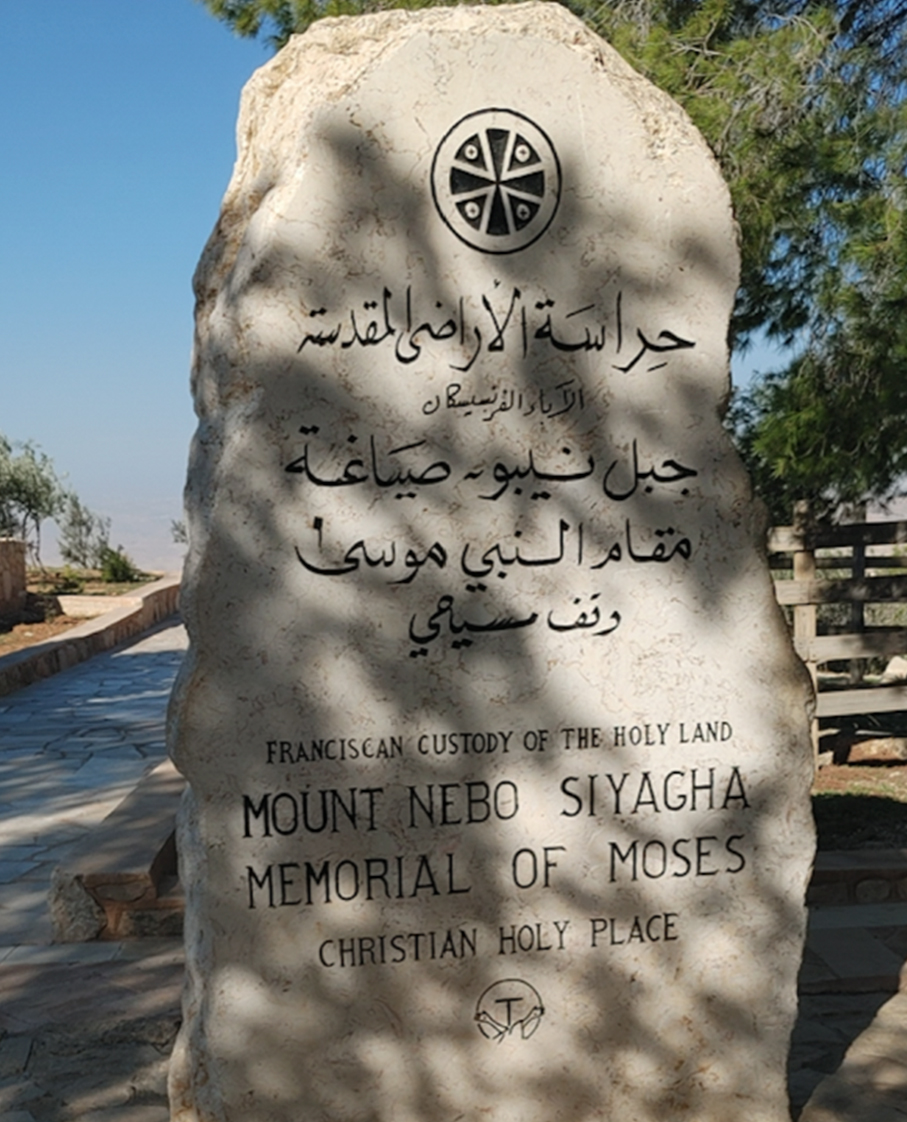 حِراسَة الأراضي المقدسة
الآباء الفرنسيسكان
جبل نيبو صياغة
مقام النبي موسى
وقف مسيحي
FRANCISCAN CUSTODY OF THE HOLY LAND
MOUNT NEBO SIYAGHA
MEMORIAL OF MOSES
CHRISTIAN HOLY PLACE
T